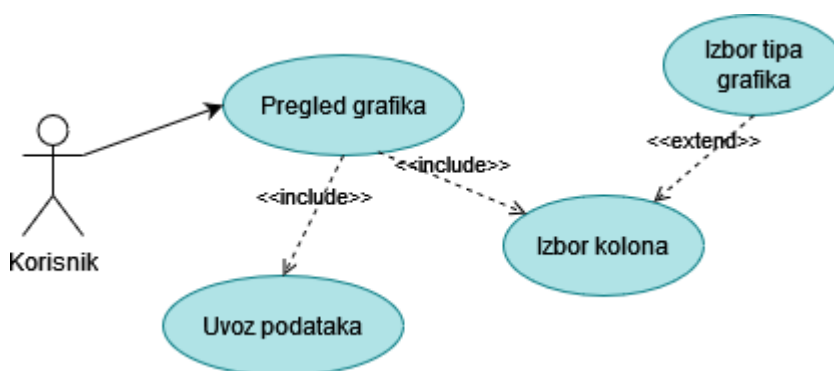 Izbor tipa
grafika
Pregled grafika
<<extend>>
<<include>>
<<include>>
Izbor kolona
Korisnik
Uvoz podataka